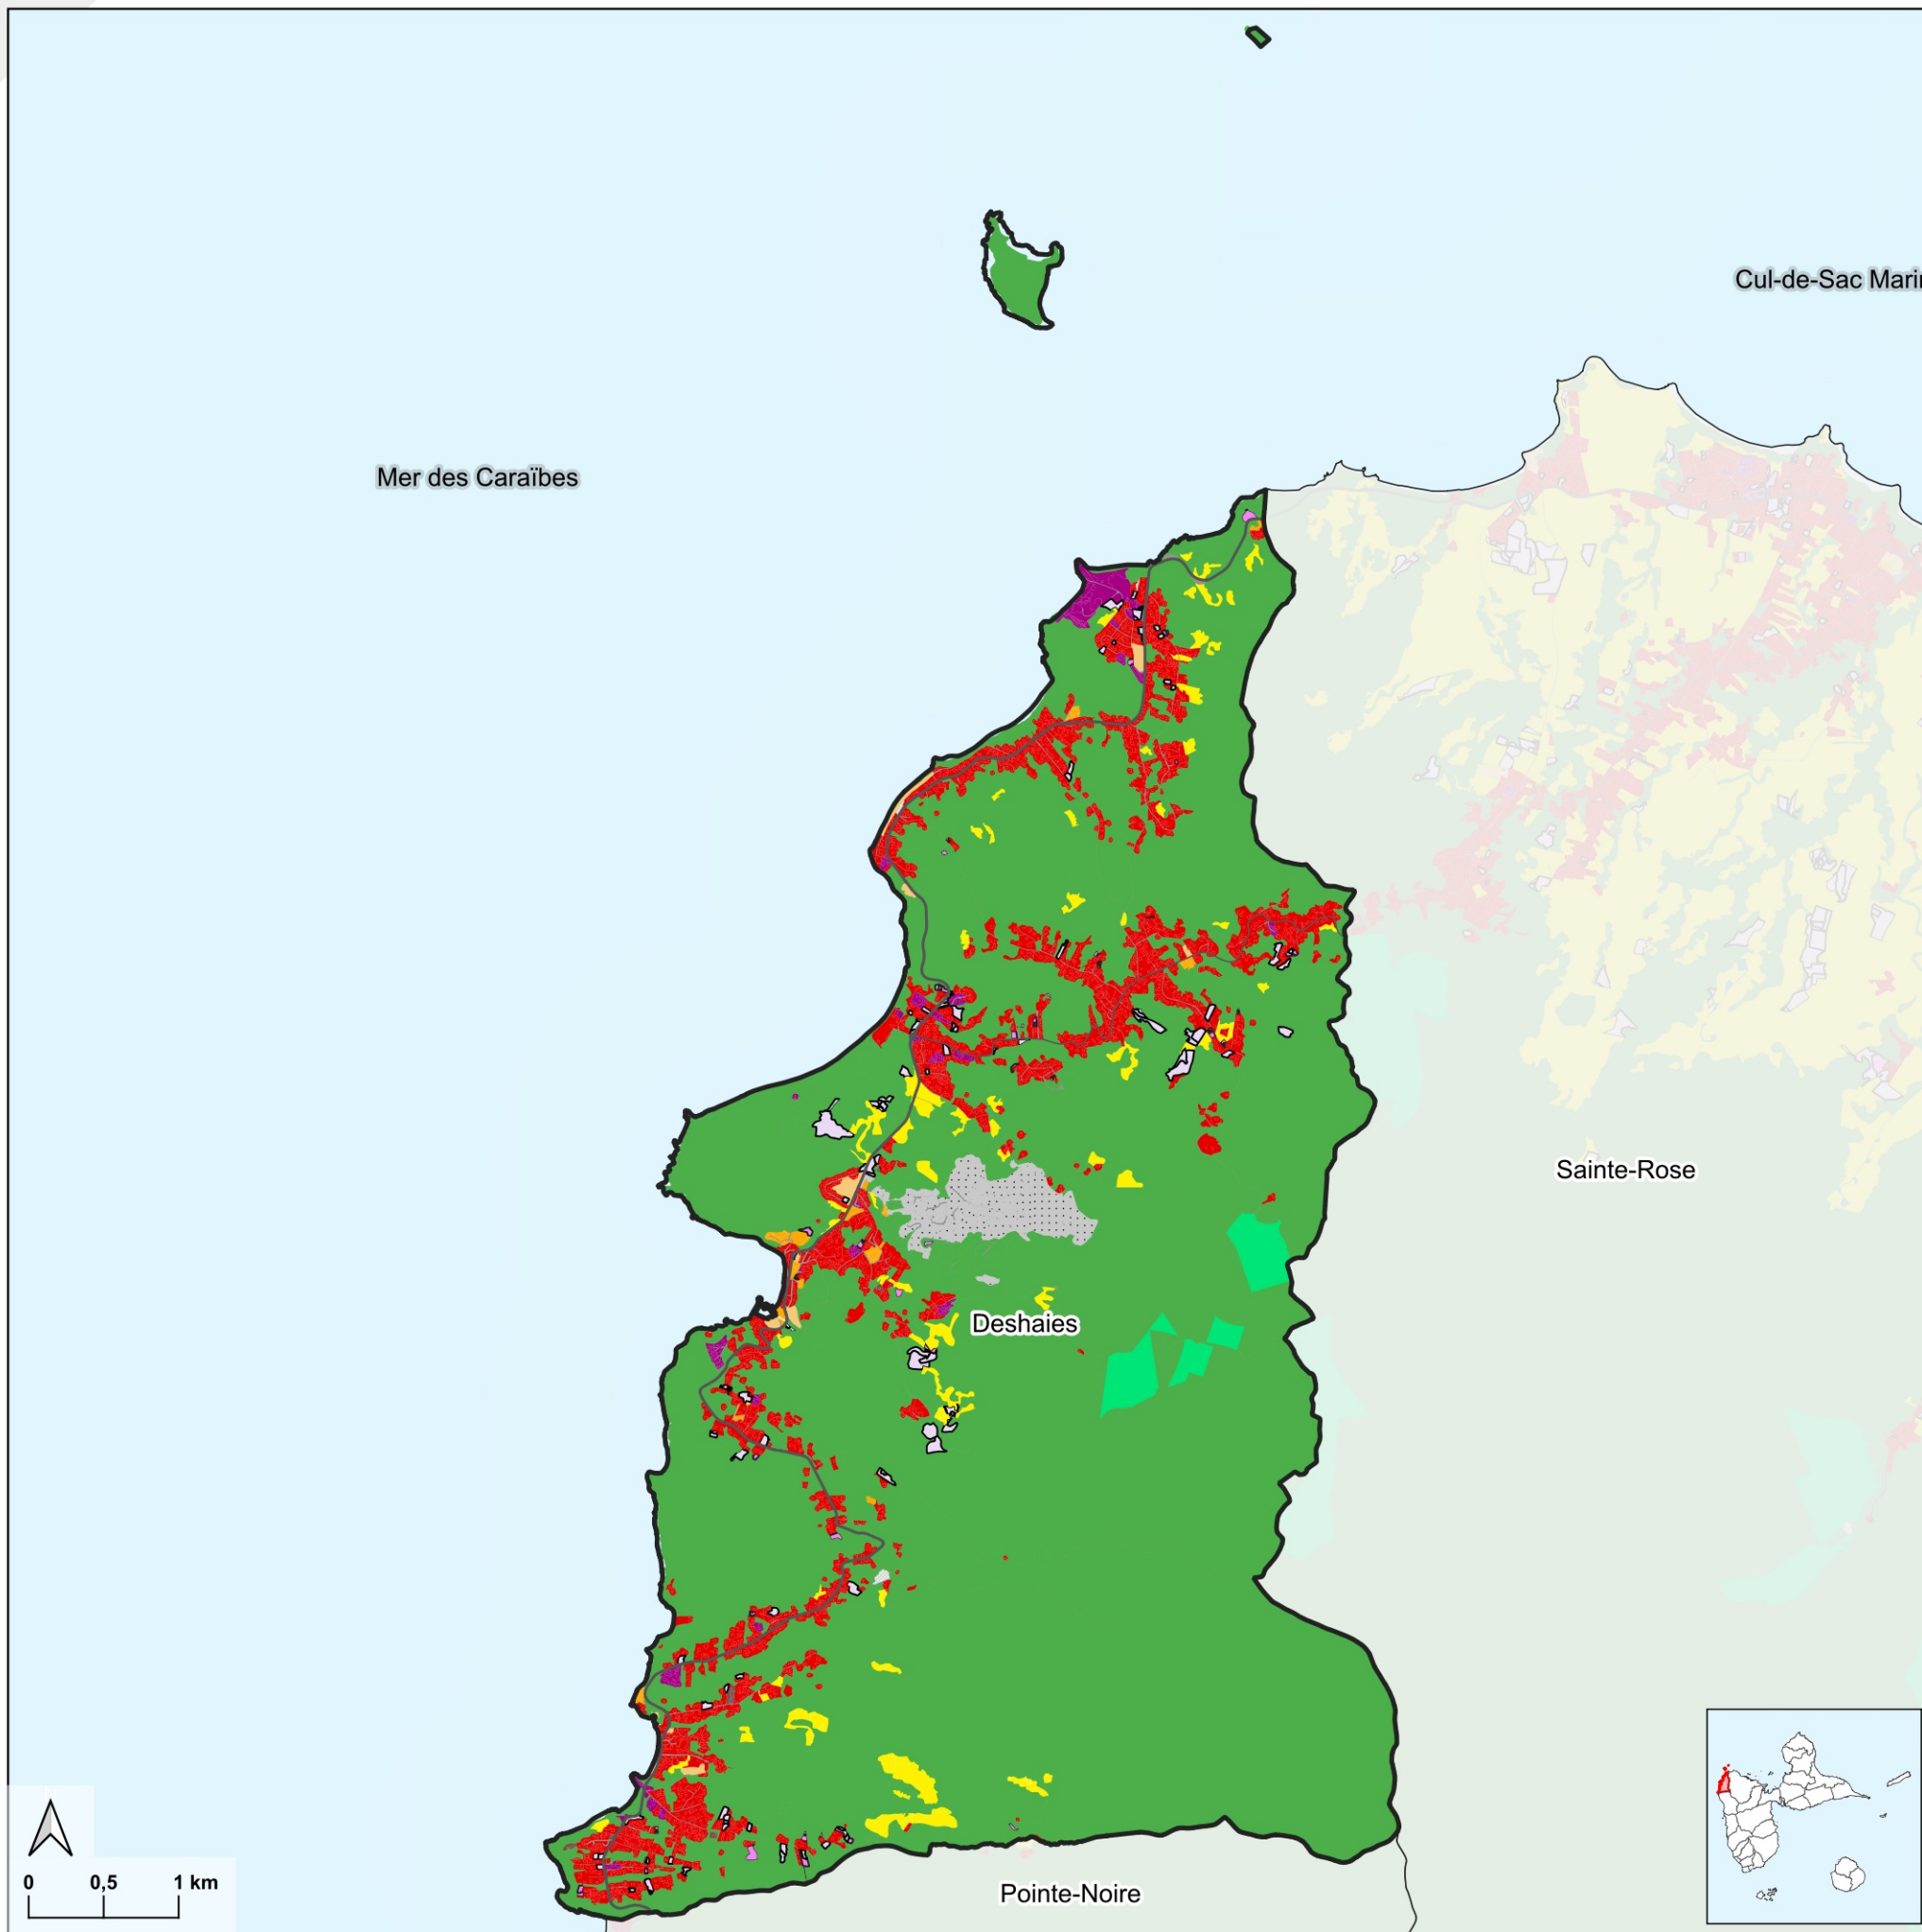 Cul-de-Sac Marin
Mer des Caraïbes
Sainte-Rose
Deshaies
Pointe-Noire
0 0,5 1 km